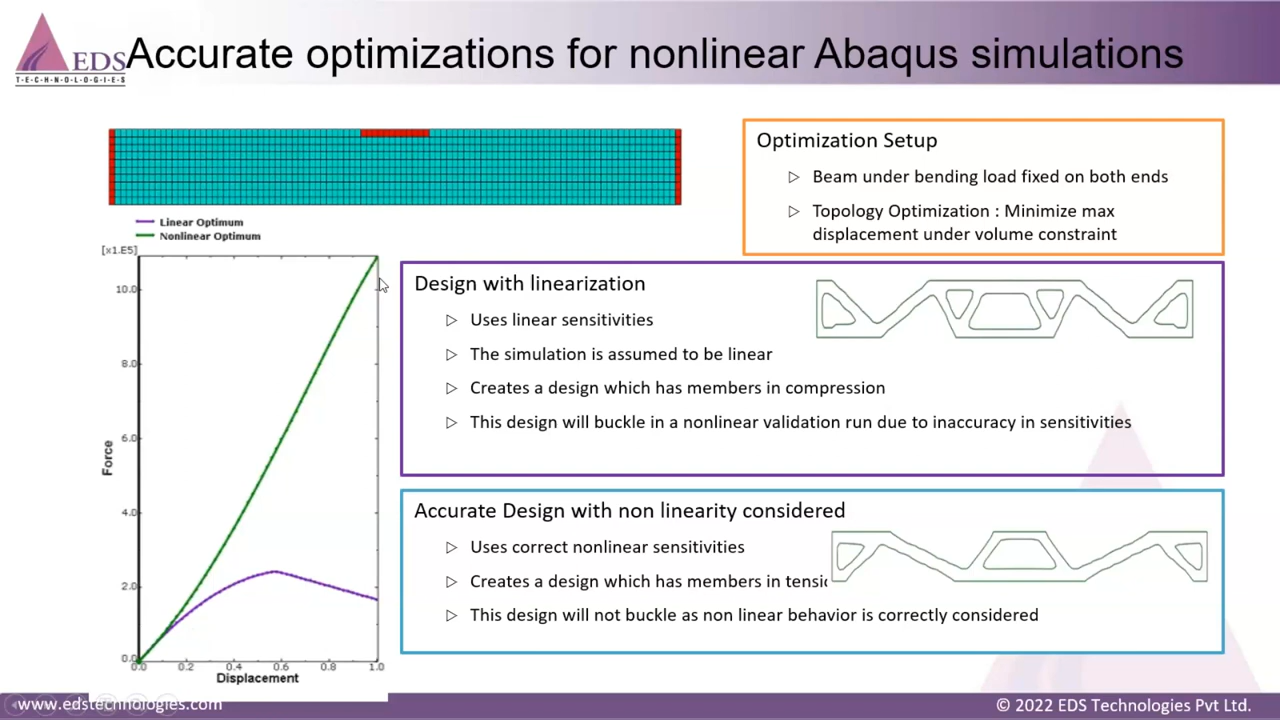 EDS
T·E·C·H·N·O·L·O·G·I·E·S
Accurate optimizations for nonlinear Abaqus simulations
Linear Optimum
Nonlinear Optimum
[x1.E5]
10.0
8.0
6.0
4.0
2.0
0.0
Force
0.0 0.2 0.4 0.6 0.8 1.0
Displacement
Optimization Setup
Beam under bending load fixed on both ends
Topology Optimization : Minimize max
displacement under volume constraint
Design with linearization
Uses linear sensitivities
The simulation is assumed to be linear
Creates a design which has members in compression
This design will buckle in a nonlinear validation run due to inaccuracy in sensitivities
Accurate Design with non linearity considered
Uses correct nonlinear sensitivities
Creates a design which has members in tensic
This design will not buckle as non linear behavior is correctly considered
www.edstechnologies.com
© 2022 EDS Technologies Pvt Ltd.